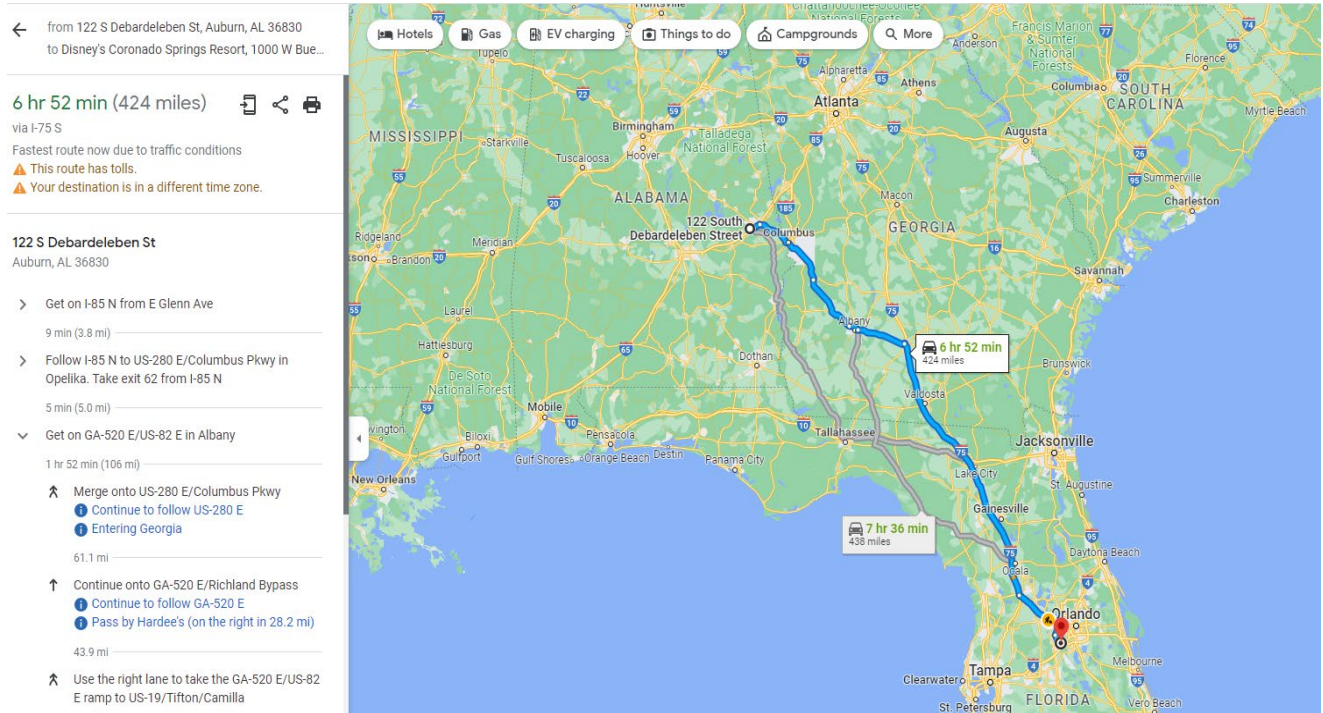 from 122 S Debardeleben St, Auburn, AL 36830
to Disney's Coronado Springs Resort, 1000 W Bue...
6 hr 52 min (424 miles)
via I-75 S
Fastest route now due to traffic conditions
This route has tolls.
Your destination is in a different time zone.
122 S Debardeleben St
Auburn, AL 36830
Get on I-85 N from E Glenn Ave
9 min (3.8 mi)
Follow I-85 N to US-280 E/Columbus Pkwy in
Opelika. Take exit 62 from I-85 N
5 min (5.0 mi)
Get on GA-520 E/US-82 E in Albany
1 hr 52 min (106 mi)
Merge onto US-280 E/Columbus Pkwy
Continue to follow US-280 E
Entering Georgia
61.1 mi
Continue onto GA-520 E/Richland Bypass
Continue to follow GA-520 E
Pass by Hardee's (on the right in 28.2 mi)
43.9 mi
Use the right lane to take the GA-520 E/US-82
E ramp to US-19/Tifton/Camilla
Hotels
Gas
EV charging
Things to do
Campgrounds
More
National Forests
Tupelo
Anderson
Francis Marion
& Sumter
National
Forests
Florence
Alpharetta
Athens
Columbia
SOUTH
CAROLINA
Atlanta
Myrtle Beach
MISSISSIPPI
Starkville
Birmingham
Hoover
Talladega
National Forest
Augusta
Tuscaloosa
Summerville
Charleston
ALABAMA
Macon
122 South
Debardeleben Street
Columbus
GEORGIA
Ridgeland
Brandon
Meridian
Savannah
Laurel
Albany
Hattiesburg
Dothan
6 hr 52 min
424 miles
Brunswick
De Soto
National Forest
Valdosta
Mobile
Tallahassee
Jacksonville
Biloxi
Gulfport
Pensacola
Gulf Shores
Orange Beach
Destin
Panama City
Lake City
New Orleans
St. Augustine
Gainesville
7 hr 36 min
438 miles
Ocala
Daytona Beach
Orlando
Tampa
Clearwater
Melbourne
St. Petersburg
FLORIDA
Vero Beach